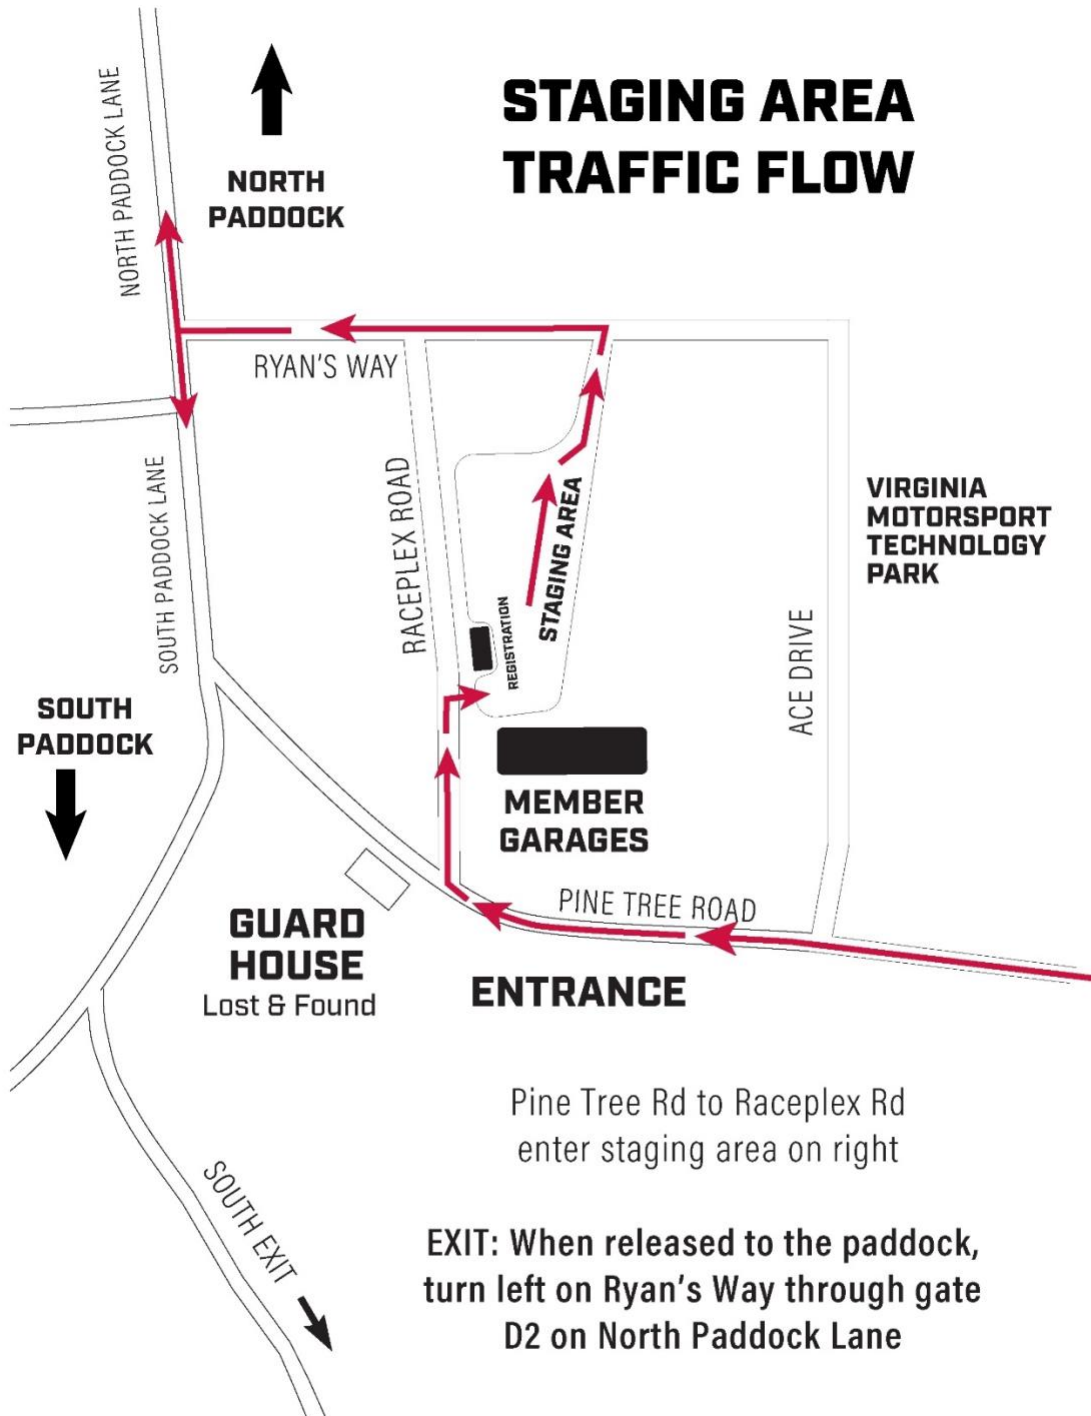 STAGING AREA
TRAFFIC FLOW
NORTH PADDOCK LANE
NORTH
PADDOCK
RYAN'S WAY
SOUTH PADDOCK LANE
RACEPLEX ROAD
STAGING AREA
REGISTRATION
VIRGINIA
MOTORSPORT
TECHNOLOGY
PARK
ACE DRIVE
SOUTH
PADDOCK
MEMBER
GARAGES
PINE TREE ROAD
GUARD
HOUSE
Lost & Found
ENTRANCE
Pine Tree Rd to Raceplex Rd
enter staging area on right
SOUTH EXIT
EXIT: When released to the paddock,
turn left on Ryan's Way through gate
D2 on North Paddock Lane